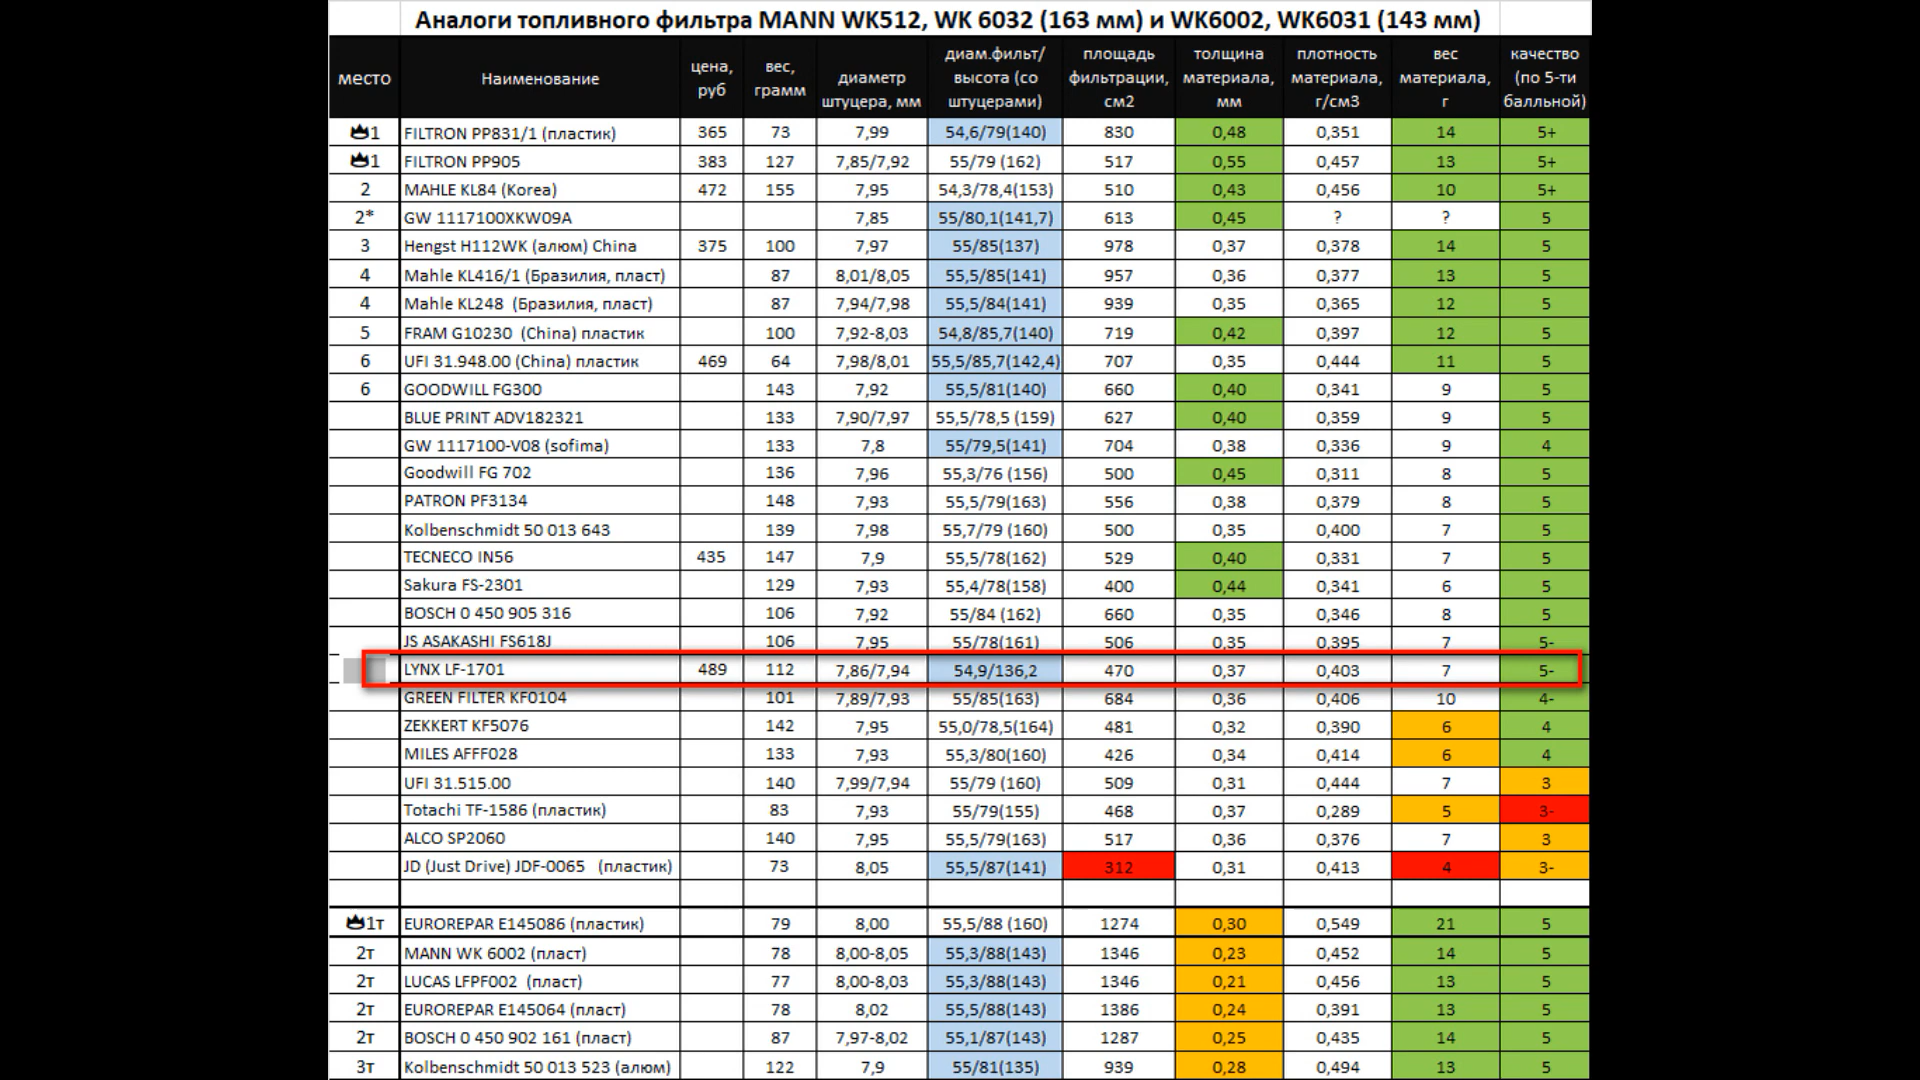 Аналоги топливного фильтра MANN WK512, WK 6032 (163 мм) и WK6002, WK6031 (143 мм)
место Наименование цена, руб вес, грамм диаметр штуцера, мм диам.фильт/ высота (со штуцерами) площадь фильтрации, см2 толщина материала, мм плотность материала, г/см3 вес материала, г качество (по 5-ти балльной)
1 FILTRON PP831/1 (пластик) 365 73 7,99 54,6/79(140) 830 0,48 0,351 14 5+
1 FILTRON PP905 383 127 7,85/7,92 55/79 (162) 517 0,55 0,457 13 5+
2 MAHLE KL84 (Korea) 472 155 7,95 54,3/78,4(153) 510 0,43 0,456 10 5+
2* GW 1117100XKW09A 7,85 55/80,1(141,7) 613 0,45 ? ? 5
3 Hengst H112WK (алюм) China 375 100 7,97 55/85(137) 978 0,37 0,378 14 5
4 Mahle KL416/1 (Бразилия, пласт) 87 8,01/8,05 55,5/85(141) 957 0,36 0,377 13 5
4 Mahle KL248 (Бразилия, пласт) 87 7,94/7,98 55,5/84(141) 939 0,35 0,365 12 5
5 FRAM G10230 (China) пластик 100 7,92-8,03 54,8/85,7(140) 719 0,42 0,397 12 5
6 UFI 31.948.00 (China) пластик 469 64 7,98/8,01 55,5/85,7(142,4) 707 0,35 0,444 11 5
6 GOODWILL FG300 143 7,92 55,5/81(140) 660 0,40 0,341 9 5
BLUE PRINT ADV182321 133 7,90/7,97 55,5/78,5 (159) 627 0,40 0,359 9 5
GW 1117100-V08 (sofima) 133 7,8 55/79,5(141) 704 0,38 0,336 9 4
Goodwill FG 702 136 7,96 55,3/76 (156) 500 0,45 0,311 8 5
PATRON PF3134 148 7,93 55,5/79(163) 556 0,38 0,379 8 5
Kolbenschmidt 50 013 643 139 7,98 55,7/79 (160) 500 0,35 0,400 7 5
TECNECO IN56 435 147 7,9 55,5/78(162) 529 0,40 0,331 7 5
Sakura FS-2301 129 7,93 55,4/78(158) 400 0,44 0,341 6 5
BOSCH 0 450 905 316 106 7,92 55/84 (162) 660 0,35 0,346 8 5
JS ASAKASHI FS618J 106 7,95 55/78(161) 506 0,35 0,395 7 5-
LYNX LF-1701 489 112 7,86/7,94 54,9/136,2 470 0,37 0,403 7 5-
GREEN FILTER KF0104 101 7,89/7,93 55/85(163) 684 0,36 0,406 10 4-
ZEKKERT KF5076 142 7,95 55,0/78,5(164) 481 0,32 0,390 6 4
MILES AFFF028 133 7,93 55,3/80(160) 426 0,34 0,414 6 4
UFI 31.515.00 140 7,99/7,94 55/79 (160) 509 0,31 0,444 7 3
Totachi TF-1586 (пластик) 83 7,93 55/79(155) 468 0,37 0,289 5 3-
ALCO SP2060 140 7,95 55,5/79(163) 517 0,36 0,376 7 3
JD (Just Drive) JDF-0065 (пластик) 73 8,05 55,5/87(141) 312 0,31 0,413 4 3-
1т EUROREPAR E145086 (пластик) 79 8,00 55,5/88 (160) 1274 0,30 0,549 21 5
2т MANN WK 6002 (пласт) 78 8,00-8,05 55,3/88(143) 1346 0,23 0,452 14 5
2т LUCAS LFPF002 (пласт) 77 8,00-8,03 55,3/88(143) 1346 0,21 0,456 13 5
2т EUROREPAR E145064 (пласт) 78 8,02 55,5/88(143) 1386 0,24 0,391 13 5
2т BOSCH 0 450 902 161 (пласт) 87 7,97-8,02 55,1/87(143) 1287 0,25 0,435 14 5
3т Kolbenschmidt 50 013 523 (алюм) 122 7,9 55/81(135) 939 0,28 0,494 13 5